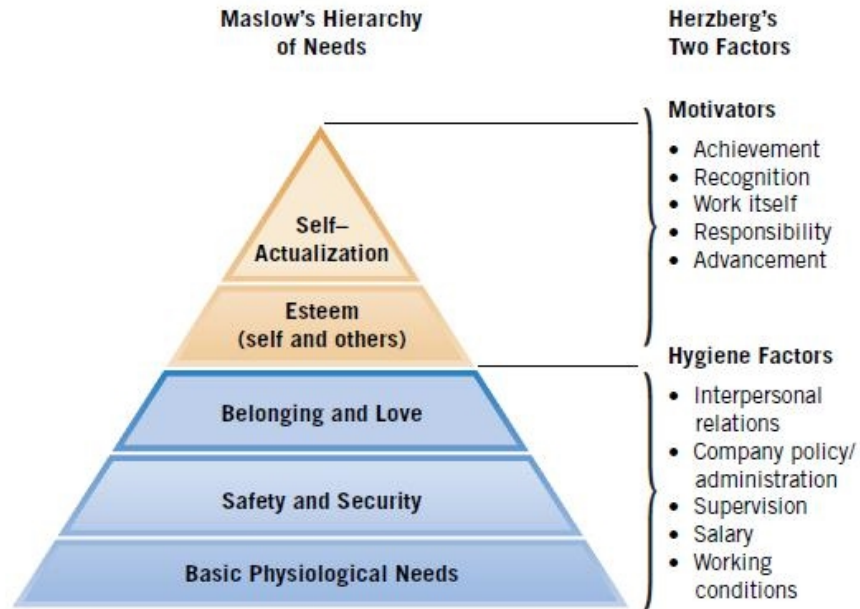 Maslow's Hierarchy
of Needs
Self–
Actualization
Esteem
(self and others)
Belonging and Love
Safety and Security
Basic Physiological Needs
Herzberg's
Two Factors
Motivators
• Achievement
• Recognition
• Work itself
• Responsibility
• Advancement
Hygiene Factors
• Interpersonal
relations
• Company policy/
administration
• Supervision
• Salary
• Working
conditions